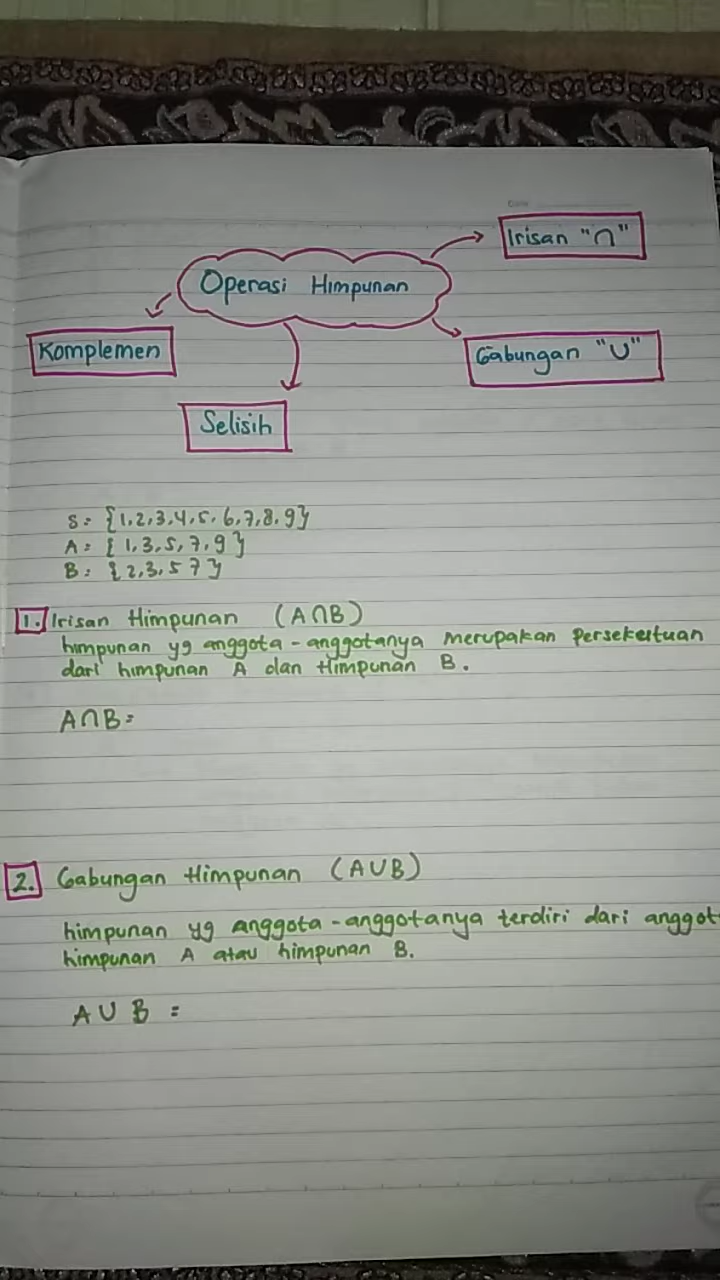 Date
Operasi Himpunan
Irisan "∩"
Komplemen
Gabungan "∪"
Selisih
S = {1,2,3,4,5,6,7,8,9}
A = {1,3,5,7,9}
B = {2,3,5 7}
1. Irisan Himpunan (A∩B)
himpunan yg anggota-anggotanya merupakan persekutuan
dari himpunan A dan Himpunan B.
A∩B =
2. Gabungan Himpunan (A∪B)
himpunan yg anggota-anggotanya terdiri dari anggot
himpunan A atau himpunan B.
A ∪ B =